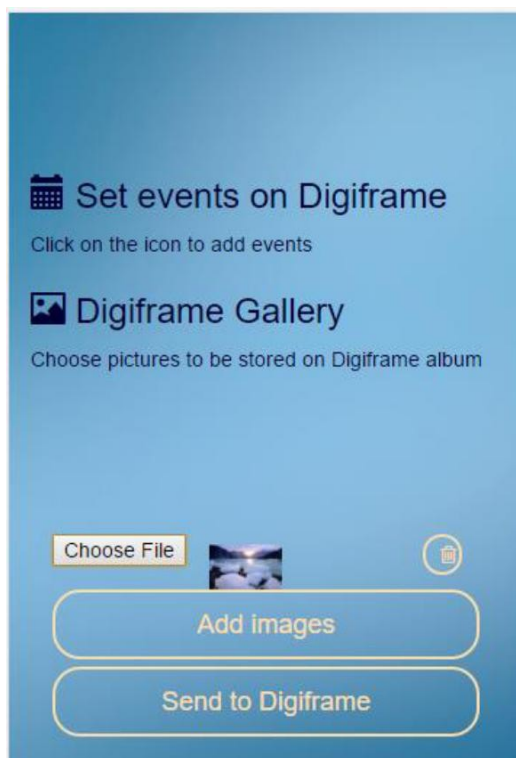 Set events on Digiframe
Click on the icon to add events
Digiframe Gallery
Choose pictures to be stored on Digiframe album
Choose File
Add images
Send to Digiframe